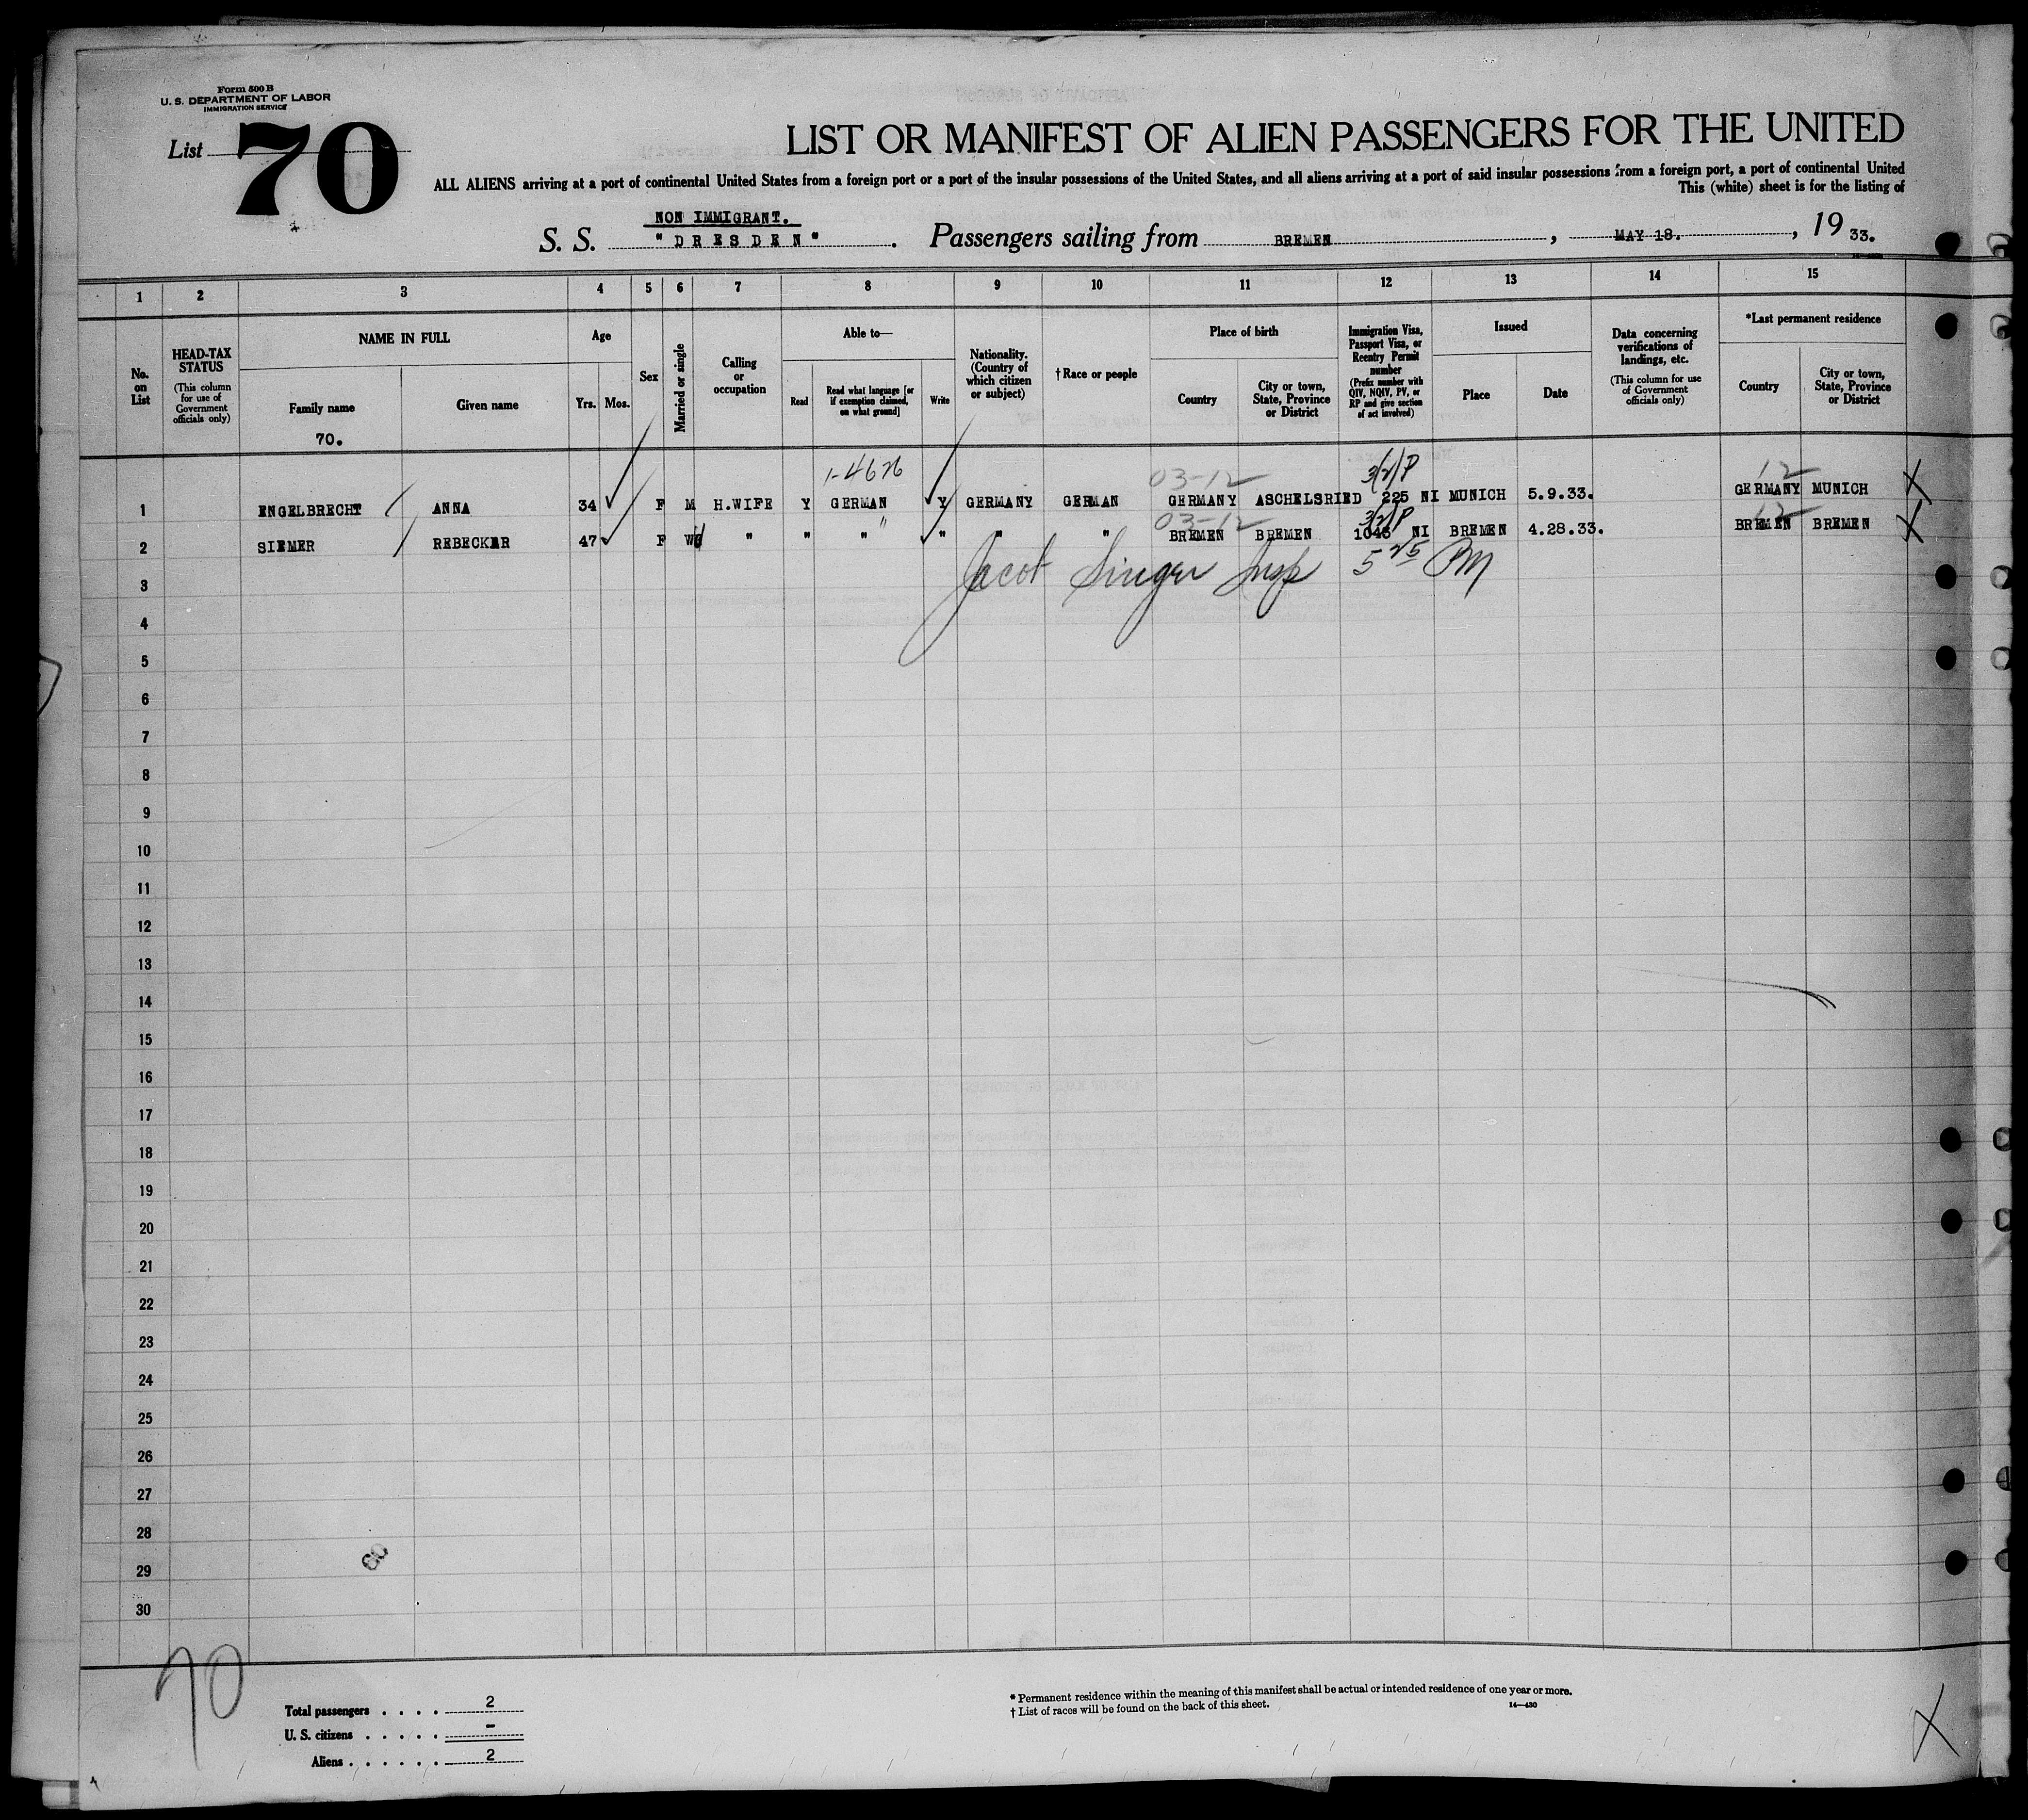 Form 500 B
U. S. DEPARTMENT OF LABOR
IMMIGRATION SERVICE
List 70
LIST OR MANIFEST OF ALIEN PASSENGERS FOR THE UNITED
ALL ALIENS arriving at a port of continental United States from a foreign port or a port of the insular possessions of the United States, and all aliens arriving at a port of said insular possessions from a foreign port, a port of continental United
This (white) sheet is for the listing of
NON IMMIGRANT.
S. S. "DRESDEN". Passengers sailing from BREMEN, MAY 18., 19 33.
1 2 3 4 5 6 7 8 9 10 11 12 13 14 15
No. on List
HEAD-TAX STATUS
(This column for use of Government officials only)
NAME IN FULL
Family name
Given name
70.
Age
Yrs. Mos.
Sex
Married or single
Calling or occupation
Able to—
Read
Read what language [or if exemption claimed, on what ground]
Write
Nationality. (Country of which citizen or subject)
†Race or people
Place of birth
Country
City or town, State, Province or District
Immigration Visa, Passport Visa, or Reentry Permit number
(Prefix number with QIV, NQIV, PV, or RP and give section of act involved)
Issued
Place
Date
Data concerning verifications of landings, etc.
(This column for use of Government officials only)
*Last permanent residence
Country
City or town, State, Province or District
03-12 3(2)P 12
1 ENGELBRECHT ANNA 34 F M H.WIFE Y GERMAN Y GERMANY GERMAN GERMANY ASCHELSRIED 225 NI MUNICH 5.9.33. GERMANY MUNICH
03-12 3(2)P 12
2 SIEMER REBECKER 47 F Wd " " " " " " BREMEN BREMEN 1043 NI BREMEN 4.28.33. BREMEN BREMEN
Jacob Singer Insp 5 25 PM
3
4
5
6
7
8
9
10
11
12
13
14
15
16
17
18
19
20
21
22
23
24
25
26
27
28
29
30
70
Total passengers . . . . 2
U. S. citizens . . . . . -
Aliens . . . . . . 2
* Permanent residence within the meaning of this manifest shall be actual or intended residence of one year or more.
† List of races will be found on the back of this sheet. 14—430